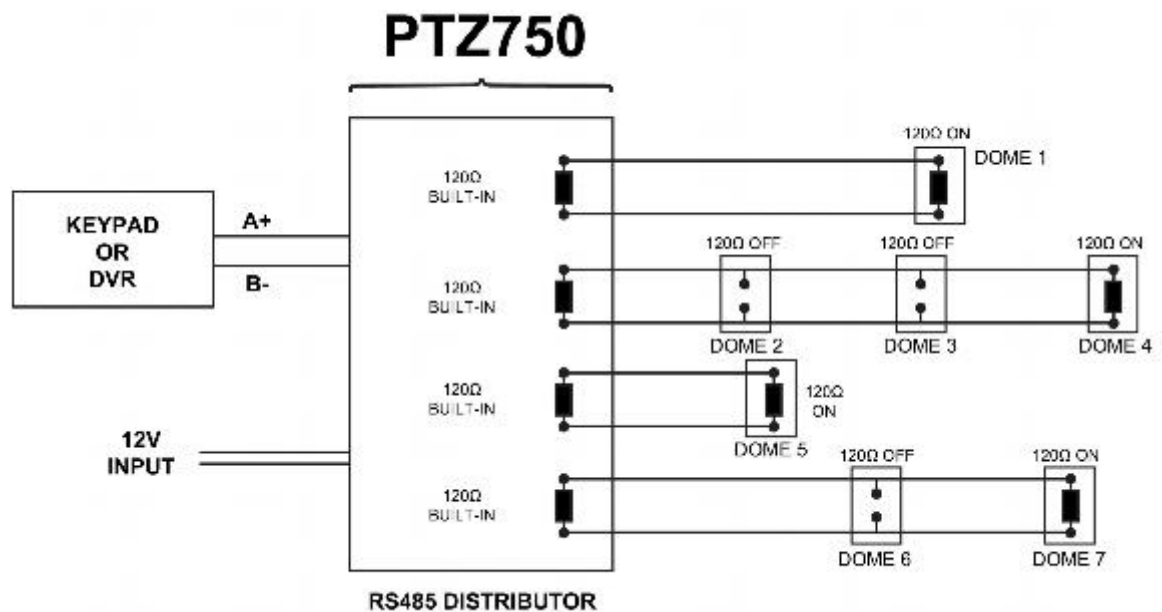 PTZ750
KEYPAD
OR
DVR
A+
B-
12V
INPUT
120Ω
BUILT-IN
120Ω
BUILT-IN
120Ω
BUILT-IN
120Ω
BUILT-IN
120Ω ON
DOME 1
120Ω OFF
120Ω OFF
120Ω ON
DOME 2
DOME 3
DOME 4
120Ω
ON
DOME 5
120Ω OFF
120Ω ON
DOME 6
DOME 7
RS485 DISTRIBUTOR